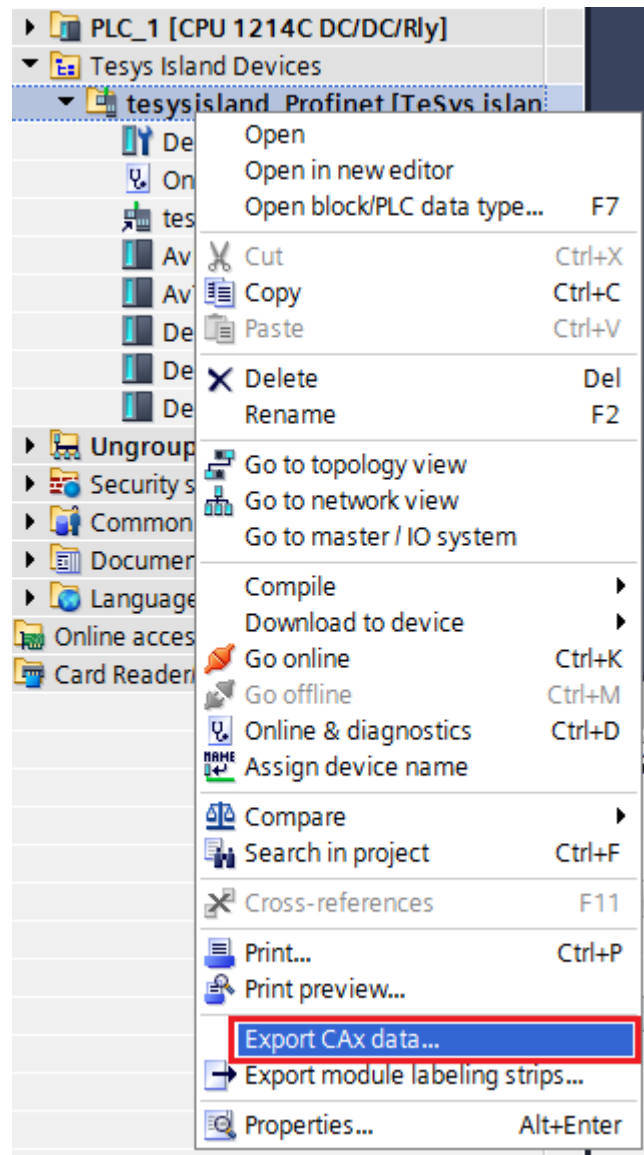 PLC_1 [CPU 1214C DC/DC/Rly]
Tesys Island Devices
tesysisland_Profinet [TeSys islan
De
On
tes
Av
Av
De
De
De
Ungroup
Security s
Common
Documen
Language
Online acces
Card Reader/
Open
Open in new editor
Open block/PLC data type... F7
Cut Ctrl+X
Copy Ctrl+C
Paste Ctrl+V
Delete Del
Rename F2
Go to topology view
Go to network view
Go to master / IO system
Compile
Download to device
Go online Ctrl+K
Go offline Ctrl+M
Online & diagnostics Ctrl+D
NAME Assign device name
Compare
Search in project Ctrl+F
Cross-references F11
Print... Ctrl+P
Print preview...
Export CAx data...
Export module labeling strips...
Properties... Alt+Enter